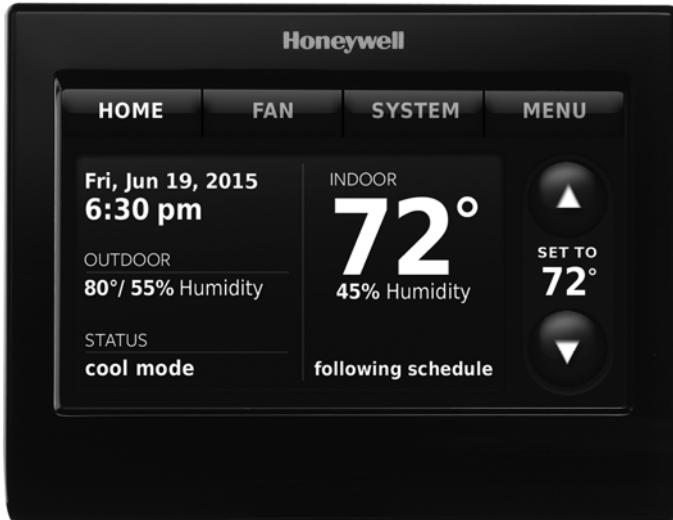 Honeywell
HOME
FAN
SYSTEM
MENU
Fri, Jun 19, 2015
6:30 pm
OUTDOOR
80°/ 55% Humidity
STATUS
cool mode
INDOOR
72°
45% Humidity
following schedule
SET TO
72°